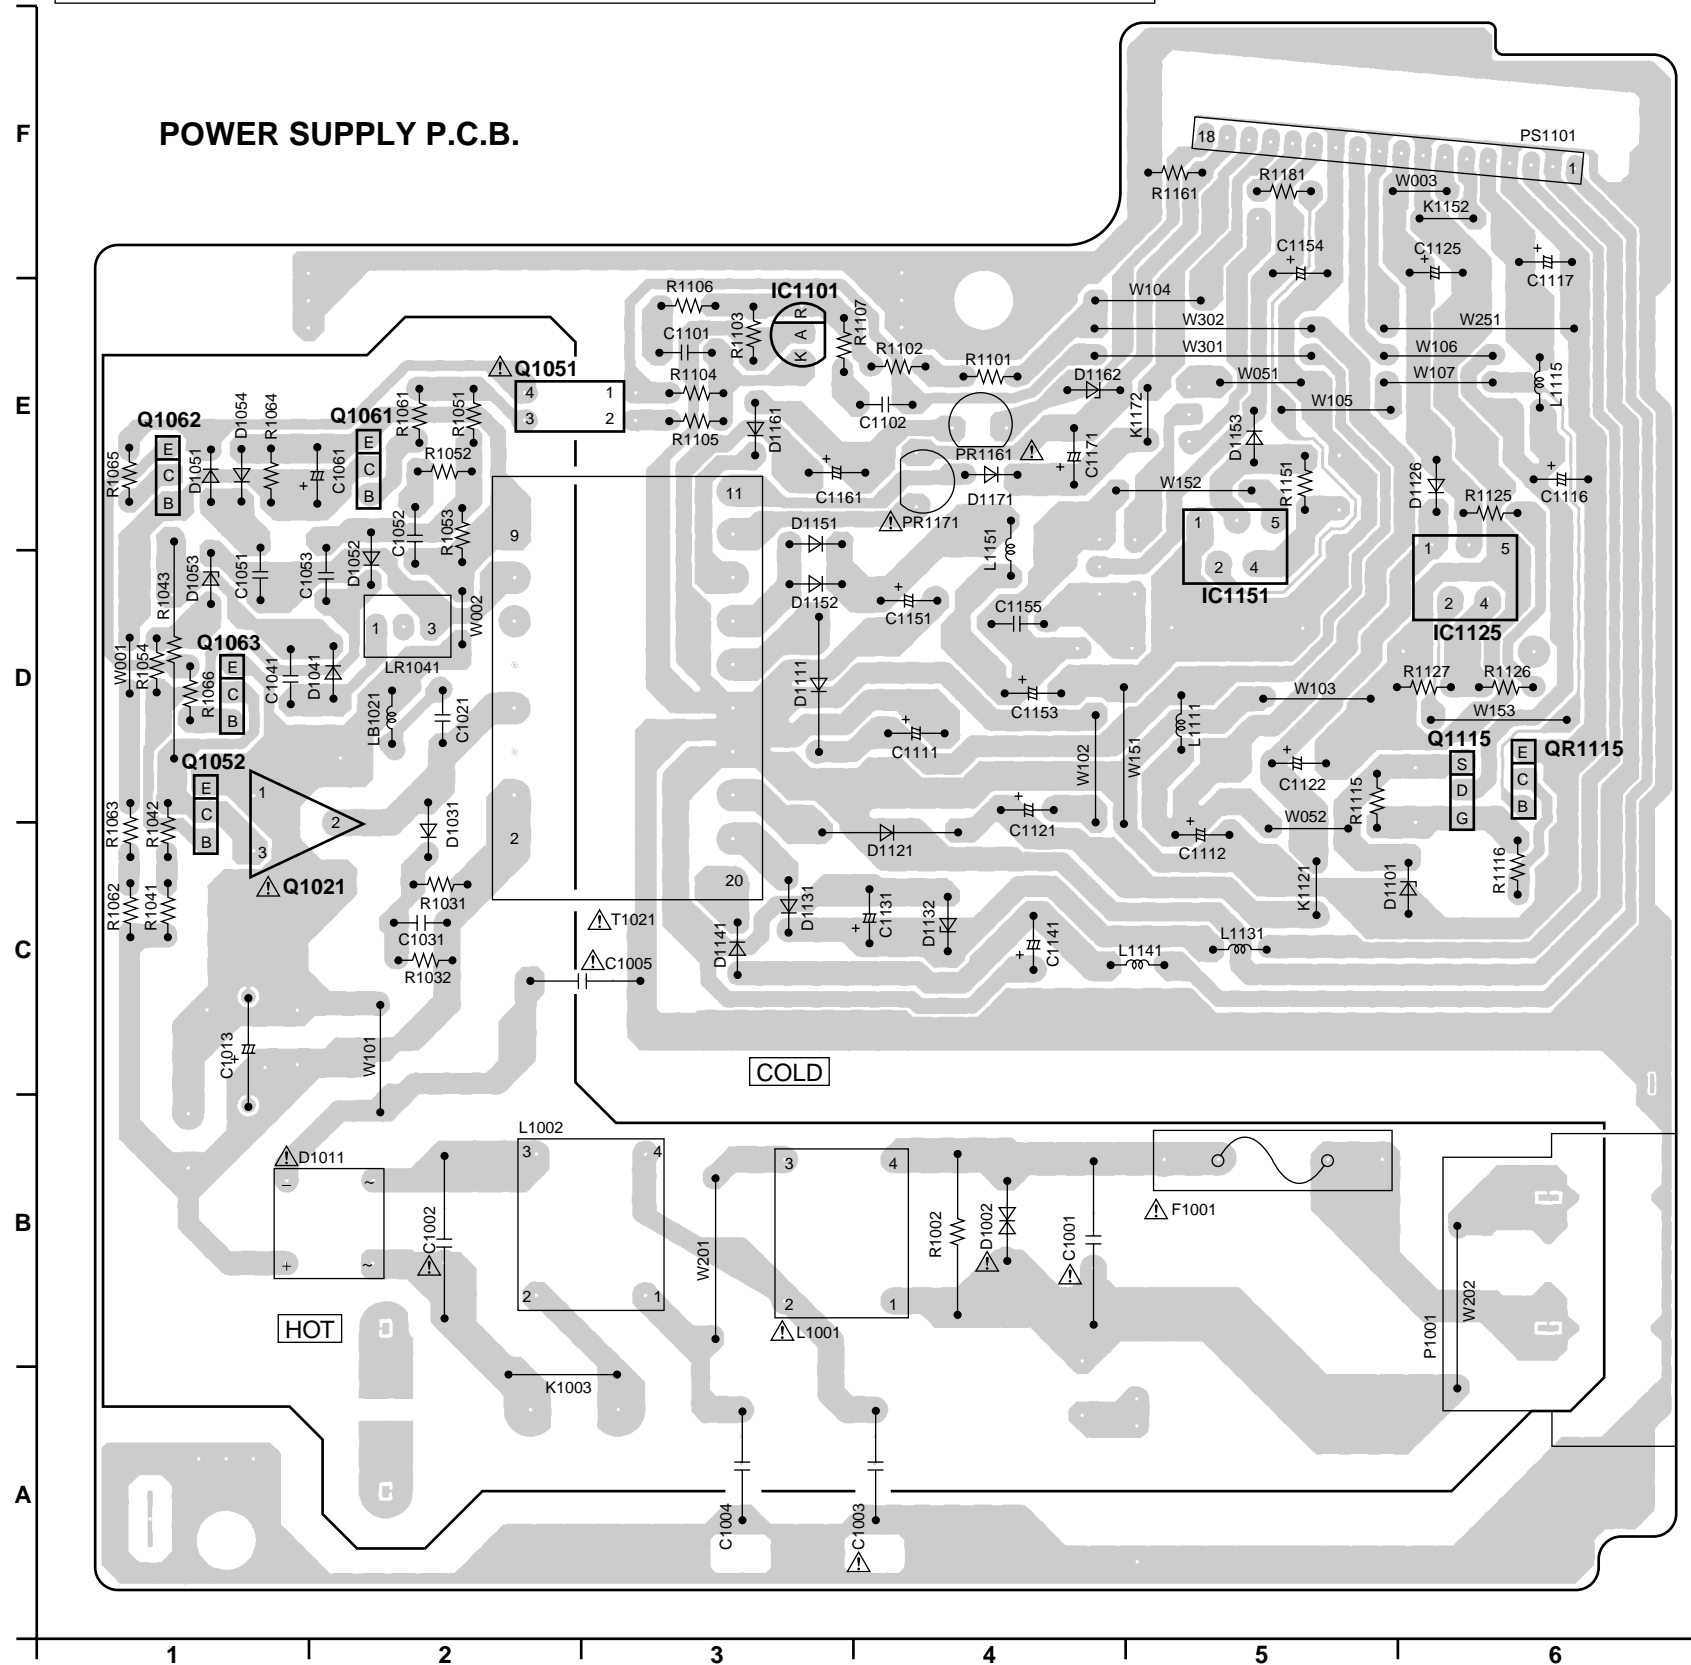 POWER SUPPLY P.C.B.
F
18
PS1101
1
R1161
R1181
W003
K1152
C1154
+
C1125
+
+
C1117
R1106
IC1101
R
A
K
R1103
R1107
C1101
W104
W302
W251
W301
W106
R1102
R1101
D1162
W051
W107
L1115
R1104
Q1051
4
1
3
2
E
R1105
D1161
C1102
K1172
W105
D1153
Q1062
D1054
R1064
Q1061
R1061
R1051
E
C
B
E
C
B
R1065
D1051
+
C1061
R1052
PR1161
C1171
+
D1171
R1151
D1126
+
C1116
+
C1161
W152
R1125
11
PR1171
9
C1052
R1053
D1052
D1151
L1151
1
5
2
4
IC1151
1
5
2
4
IC1125
R1043
D1053
C1051
C1053
D1152
+
C1151
C1155
1
3
LR1041
W002
Q1063
E
C
B
W001
R1054
R1066
C1041
D1041
D
D1111
+
C1153
W103
R1127
R1126
W153
LB1021
C1021
+
C1111
W102
W151
L1111
Q1115
S
D
G
E
C
B
QR1115
Q1052
E
C
B
1
2
3
Q1021
+
C1122
R1115
R1063
R1042
D1031
2
+
C1121
W052
D1121
+
C1112
R1116
20
R1062
R1041
R1031
D1131
C1131
+
D1132
K1121
D1101
C
C1031
T1021
D1141
C1141
+
L1131
L1141
R1032
C1005
C1013
+
W101
COLD
L1002
3
4
2
1
D1011
−
~
+
~
3
4
2
1
L1001
F1001
B
C1002
W201
R1002
D1002
C1001
P1001
W202
HOT
K1003
A
C1004
C1003
1
2
3
4
5
6